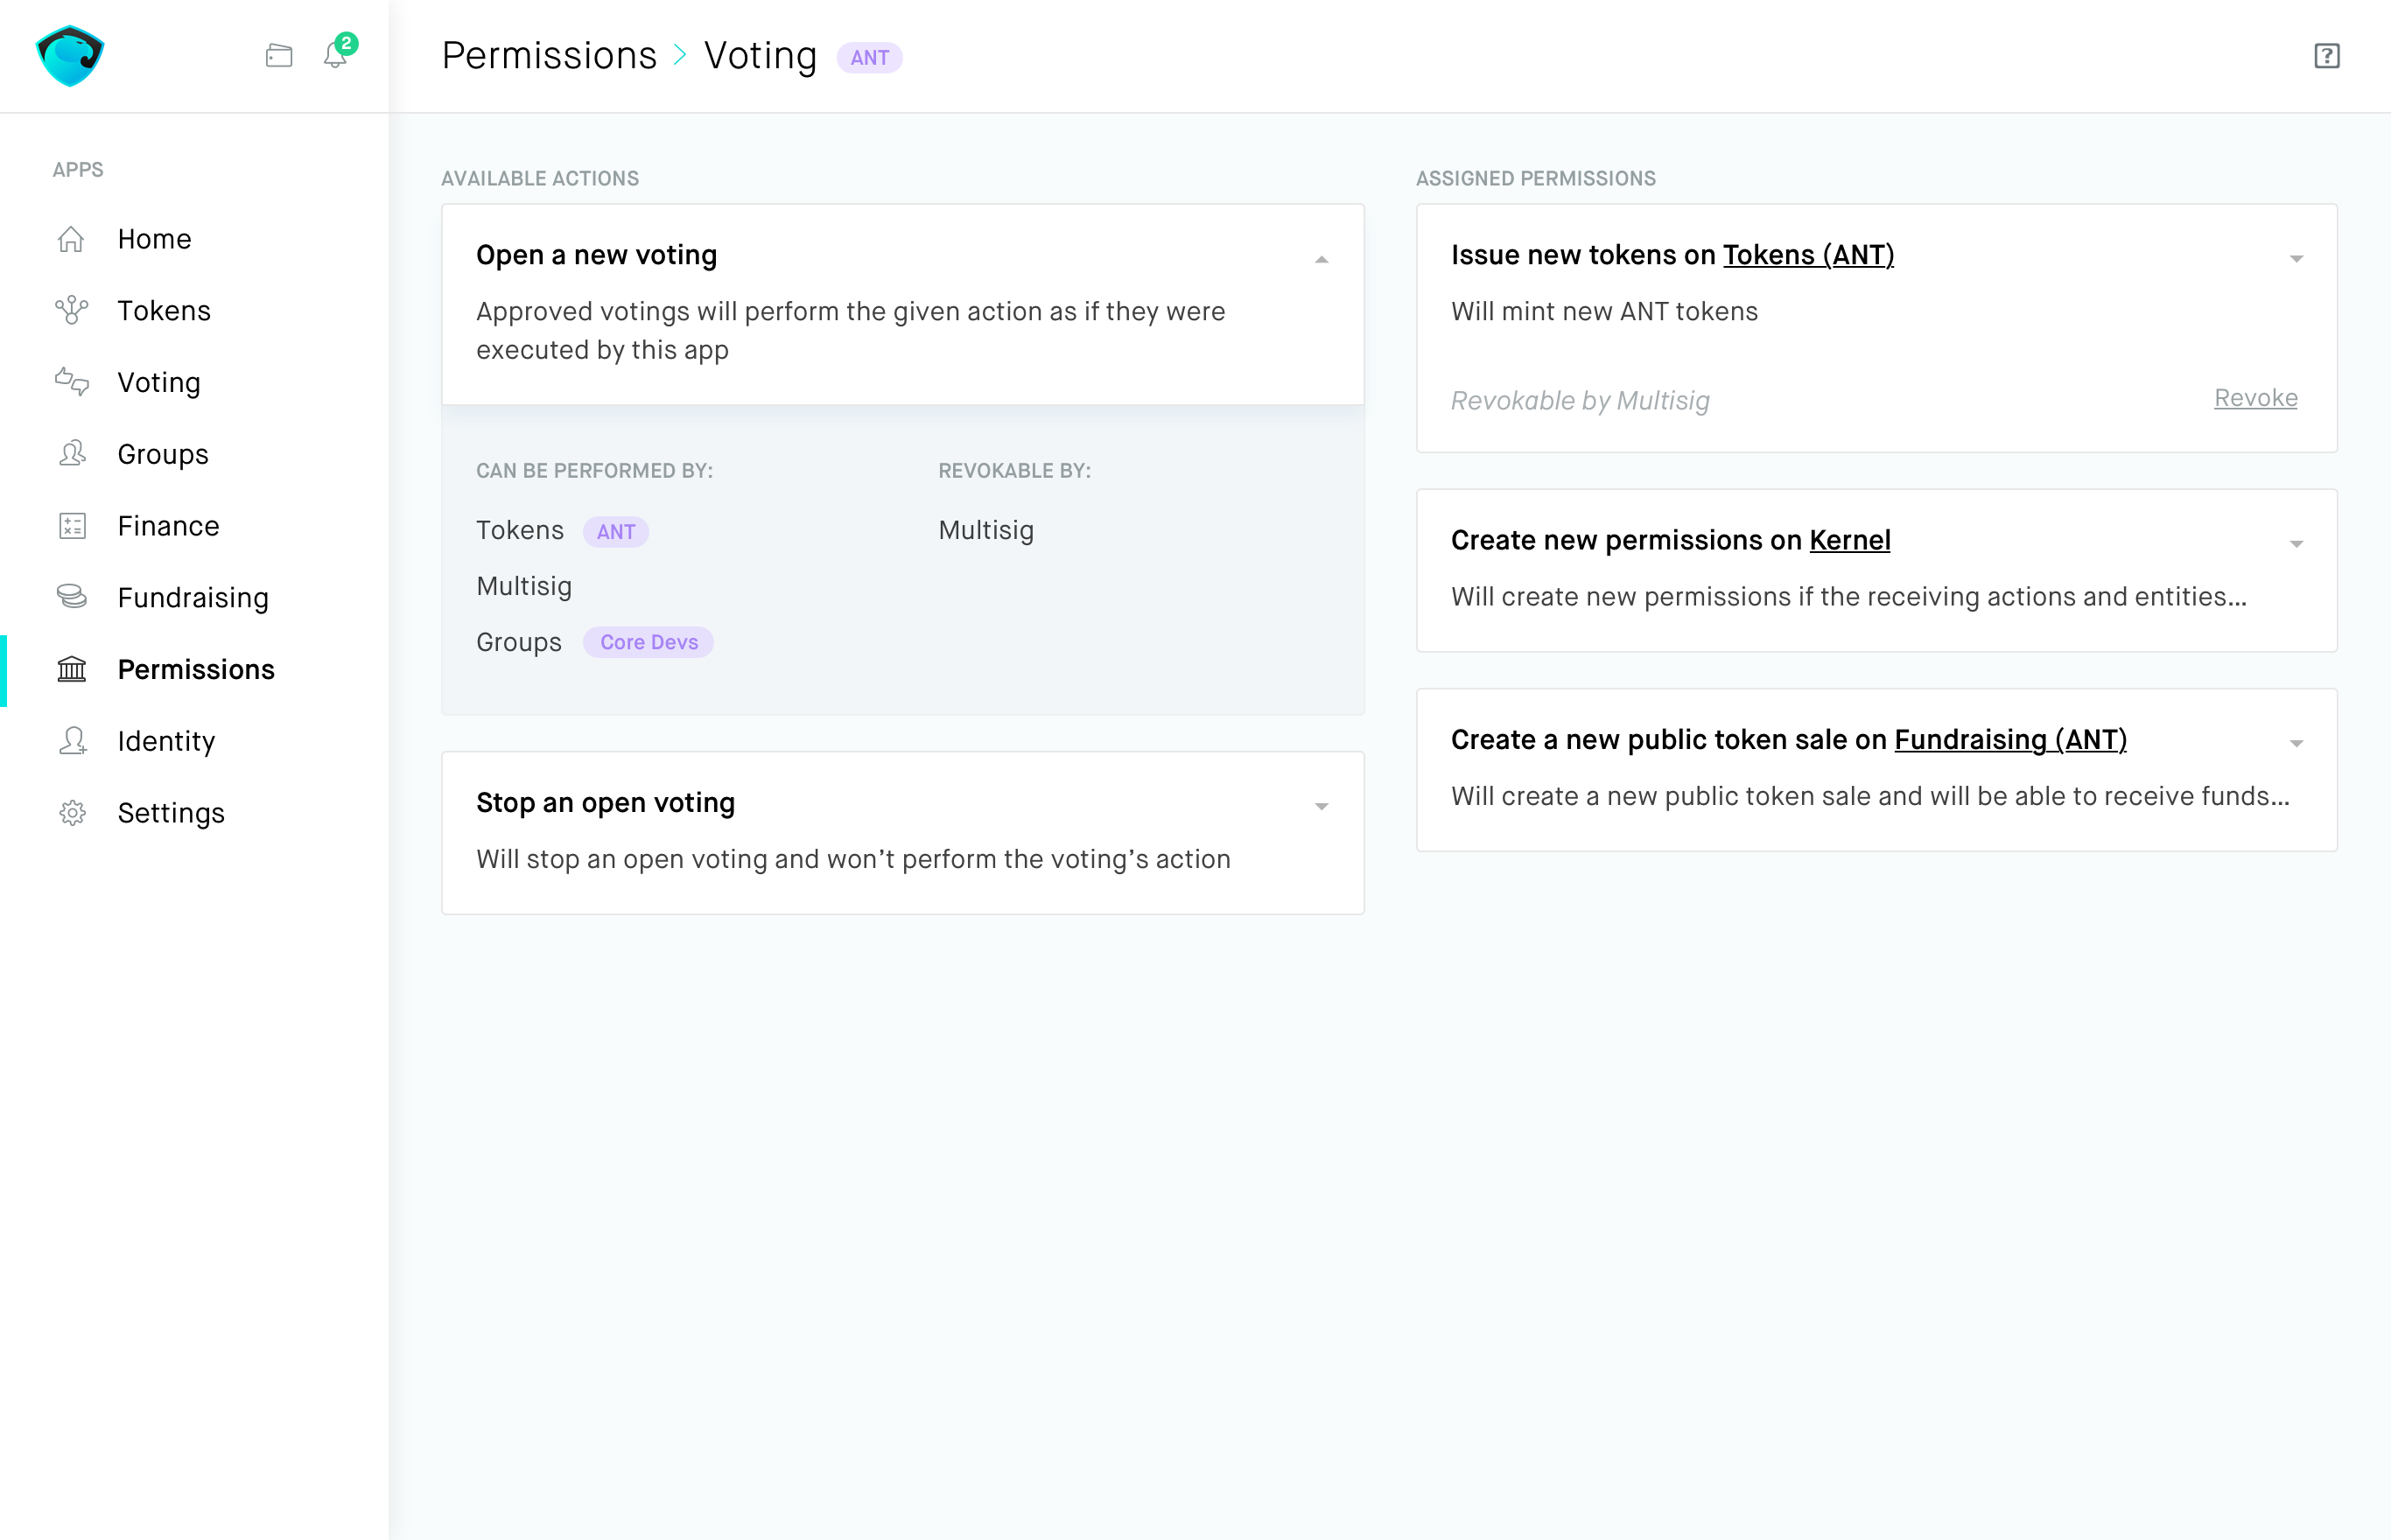 2
Permissions > Voting ANT
?
APPS
Home
Tokens
Voting
Groups
Finance
Fundraising
Permissions
Identity
Settings
AVAILABLE ACTIONS
Open a new voting
Approved votings will perform the given action as if they were
executed by this app
CAN BE PERFORMED BY:
Tokens ANT
Multisig
Groups Core Devs
REVOKABLE BY:
Multisig
Stop an open voting
Will stop an open voting and won’t perform the voting’s action
ASSIGNED PERMISSIONS
Issue new tokens on Tokens (ANT)
Will mint new ANT tokens
Revokable by Multisig
Revoke
Create new permissions on Kernel
Will create new permissions if the receiving actions and entities...
Create a new public token sale on Fundraising (ANT)
Will create a new public token sale and will be able to receive funds...